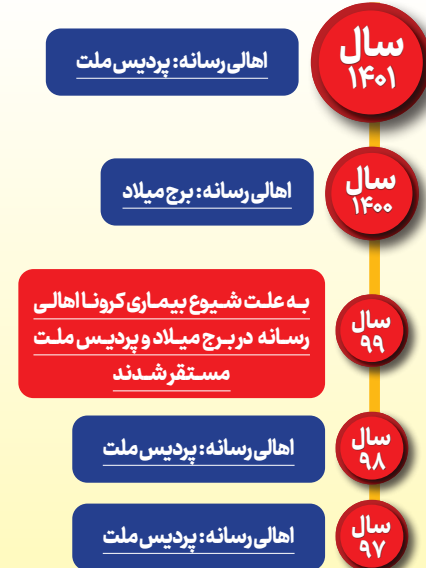 سال
۱۴۰۱
اهالی رسانه: پردیس ملت
سال
۱۴۰۰
اهالی رسانه: برج میلاد
سال
۹۹
به علت شیوع بیماری کرونا اهالی
رسانه در برج میلاد و پردیس ملت
مستقر شدند
سال
۹۸
اهالی رسانه: پردیس ملت
سال
۹۷
اهالی رسانه: پردیس ملت